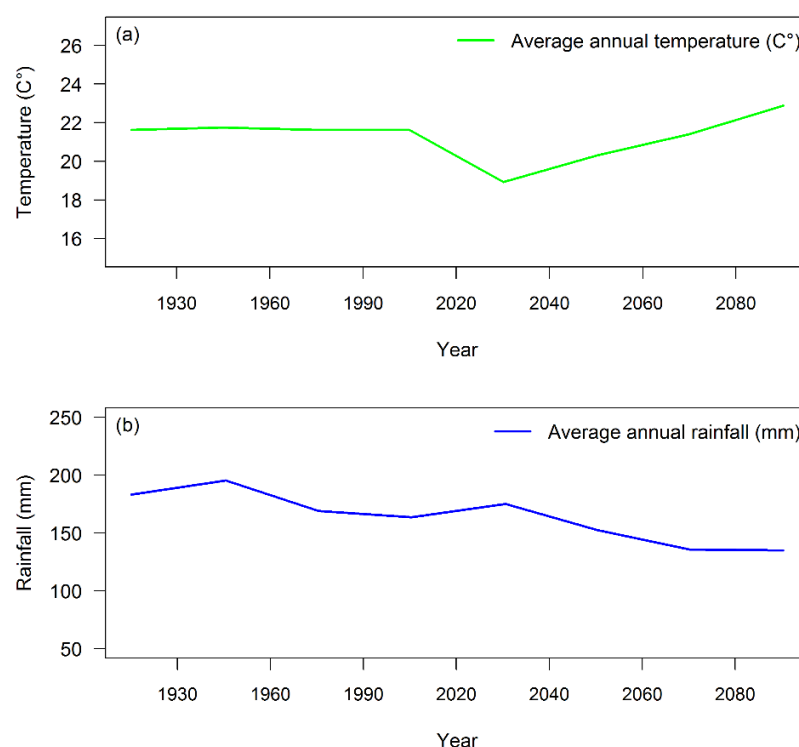 (a)
Average annual temperature (C°)
Temperature (C°)
26
24
22
20
18
16
1930 1960 1990 2020 2040 2060 2080
Year
(b)
Average annual rainfall (mm)
Rainfall (mm)
250
200
150
100
50
1930 1960 1990 2020 2040 2060 2080
Year